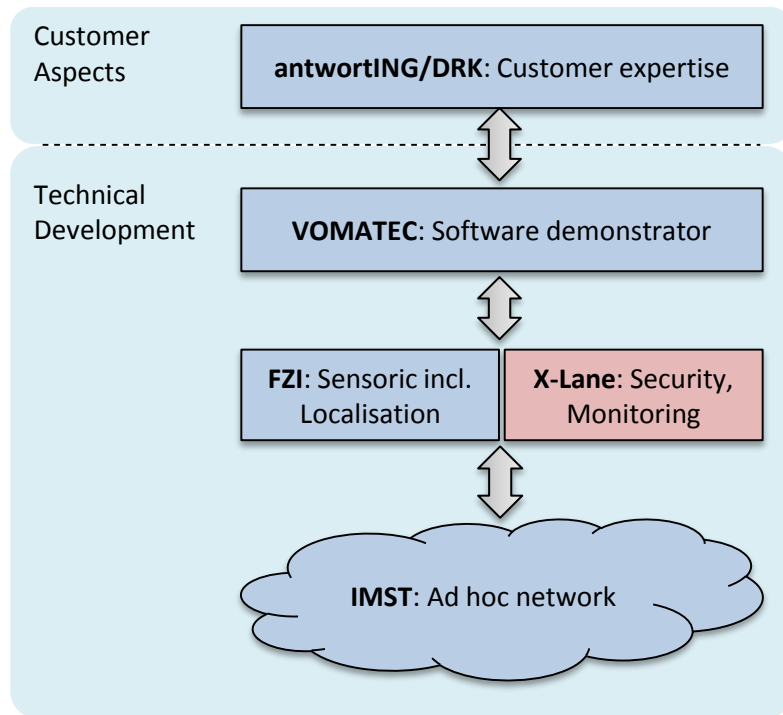 Customer
Aspects
antwortING/DRK: Customer expertise
Technical
Development
VOMATEC: Software demonstrator
FZI: Sensoric incl.
Localisation
X-Lane: Security,
Monitoring
IMST: Ad hoc network